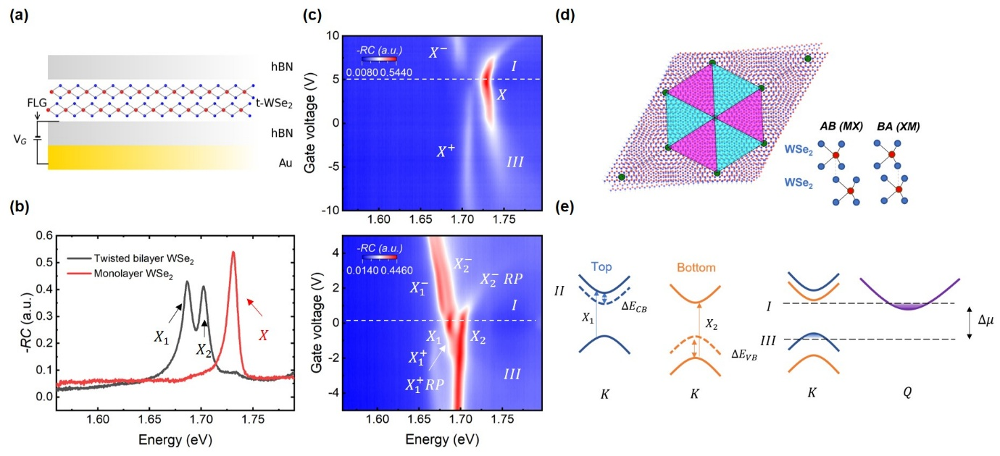 (a)
hBN
t-WSe₂
FLG
V_G
hBN
Au
(b)
0.6
0.5
0.4
0.3
0.2
0.1
0.0
-RC (a.u.)
Twisted bilayer WSe₂
Monolayer WSe₂
X₁
X₂
X
1.60
1.65
1.70
1.75
Energy (eV)
(c)
10
5
0
-5
-10
Gate voltage (V)
-RC (a.u.)
0.0080 0.5440
X⁻
I
X
X⁺
III
1.60
1.65
1.70
1.75
4
2
0
-2
-4
Gate voltage (V)
-RC (a.u.)
0.0140 0.4460
X₂⁻
X₂⁻ RP
X₁⁻
I
X₁
X₂
X₁⁺
X₁⁺ RP
III
1.60
1.65
1.70
1.75
Energy (eV)
(d)
AB (MX)
BA (XM)
WSe₂
WSe₂
(e)
Top
Bottom
II
ΔE_CB
X₁
X₂
ΔE_VB
I
III
Δμ
K
K
K
Q